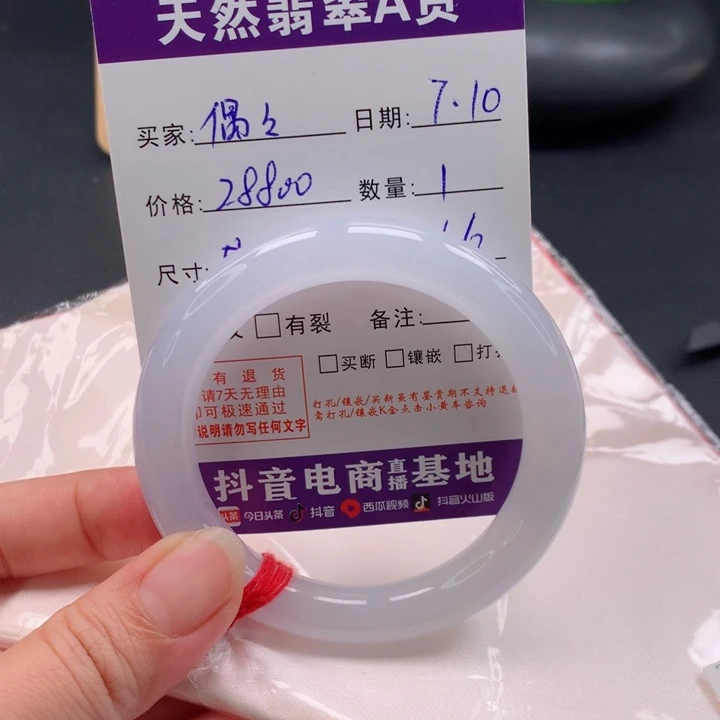 天然翡翠A货
买家: 偶 日期: 7.10
价格: 28800 数量: 1
尺寸:
有裂 备注:
买断 镶嵌 打
有 退 货
请7天无理由
可极速通过
说明请勿写任何文字
打孔/镶嵌/买断虽有鉴赏期不支持退
需打孔/镶嵌K金点击小黄车咨询
抖音电商直播基地
头条 今日头条 抖音 西瓜视频 抖音火山版